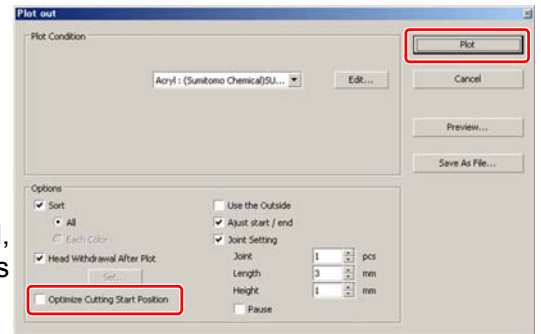 Plot out
Plot Condition
Plot
Acryl : (Sumitomo Chemical)SU...
Edit...
Cancel
Preview...
Save As File...
Options
Sort
All
Each Color
Head Withdrawal After Plot
Set...
Optimize Cutting Start Position
Use the Outside
Ajust start / end
Joint Setting
Joint 1 pcs
Length 3 mm
Height 1 mm
Pause
,
s